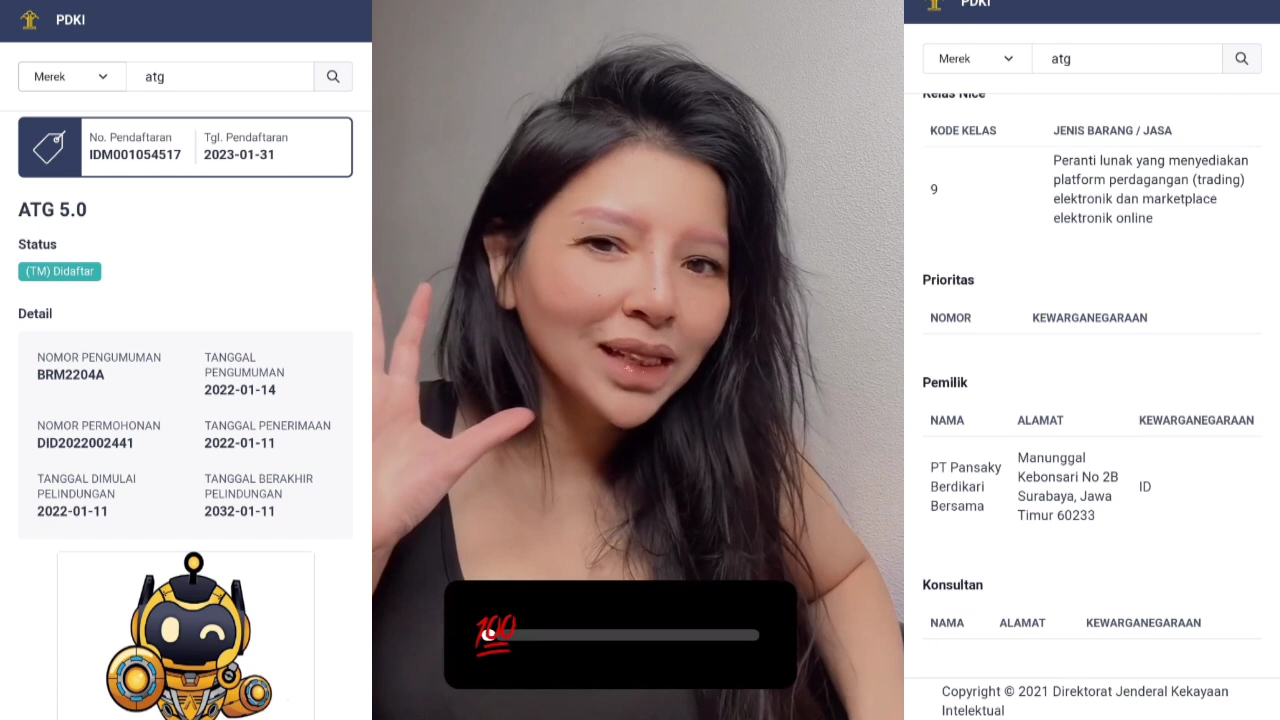 PDKI
Merek
atg
No. Pendaftaran
IDM001054517
Tgl. Pendaftaran
2023-01-31
ATG 5.0
Status
(TM) Didaftar
Detail
NOMOR PENGUMUMAN
BRM2204A
TANGGAL
PENGUMUMAN
2022-01-14
NOMOR PERMOHONAN
DID2022002441
TANGGAL PENERIMAAN
2022-01-11
TANGGAL DIMULAI
PELINDUNGAN
2022-01-11
TANGGAL BERAKHIR
PELINDUNGAN
2032-01-11
100
PDKI
Merek
atg
Kelas Nice
KODE KELAS
JENIS BARANG / JASA
9
Peranti lunak yang menyediakan
platform perdagangan (trading)
elektronik dan marketplace
elektronik online
Prioritas
NOMOR
KEWARGANEGARAAN
Pemilik
NAMA
ALAMAT
KEWARGANEGARAAN
PT Pansaky
Berdikari
Bersama
Manunggal
Kebonsari No 2B
Surabaya, Jawa
Timur 60233
ID
Konsultan
NAMA
ALAMAT
KEWARGANEGARAAN
Copyright © 2021 Direktorat Jenderal Kekayaan
Intelektual